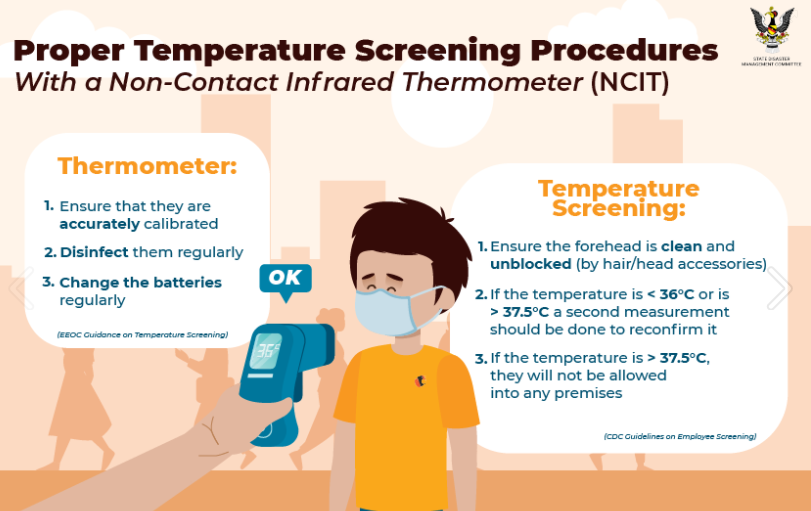 Proper Temperature Screening Procedures
With a Non-Contact Infrared Thermometer (NCIT)
STATE DISASTER
MANAGEMENT COMMITTEE
Thermometer:
1. Ensure that they are
accurately calibrated
2. Disinfect them regularly
3. Change the batteries
regularly
(EEOC Guidance on Temperature Screening)
OK
36°
Temperature
Screening:
1. Ensure the forehead is clean and
unblocked (by hair/head accessories)
2. If the temperature is < 36°C or is
> 37.5°C a second measurement
should be done to reconfirm it
3. If the temperature is > 37.5°C,
they will not be allowed
into any premises
(CDC Guidelines on Employee Screening)